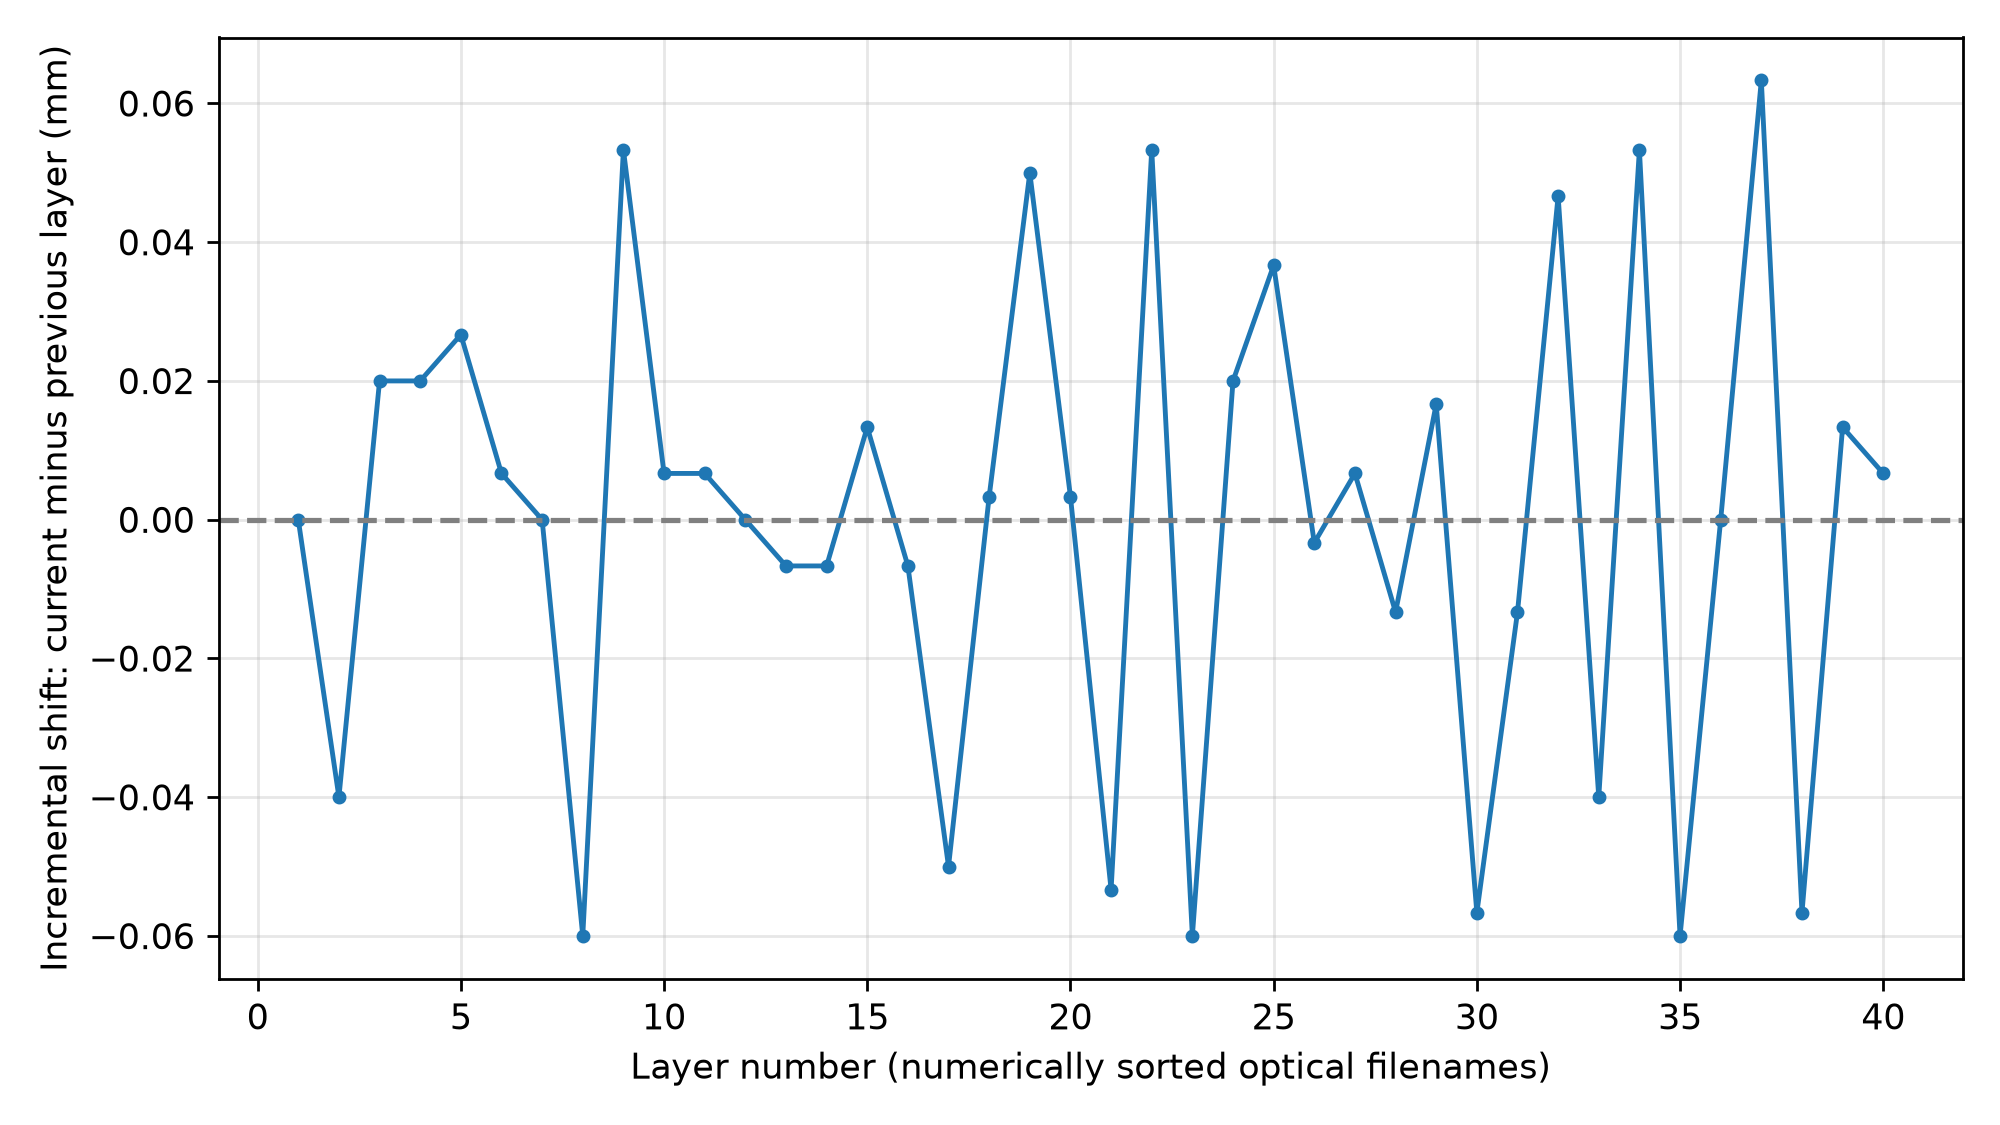 Incremental shift: current minus previous layer (mm)
0.06
0.04
0.02
0.00
−0.02
−0.04
−0.06
0 5 10 15 20 25 30 35 40
Layer number (numerically sorted optical filenames)